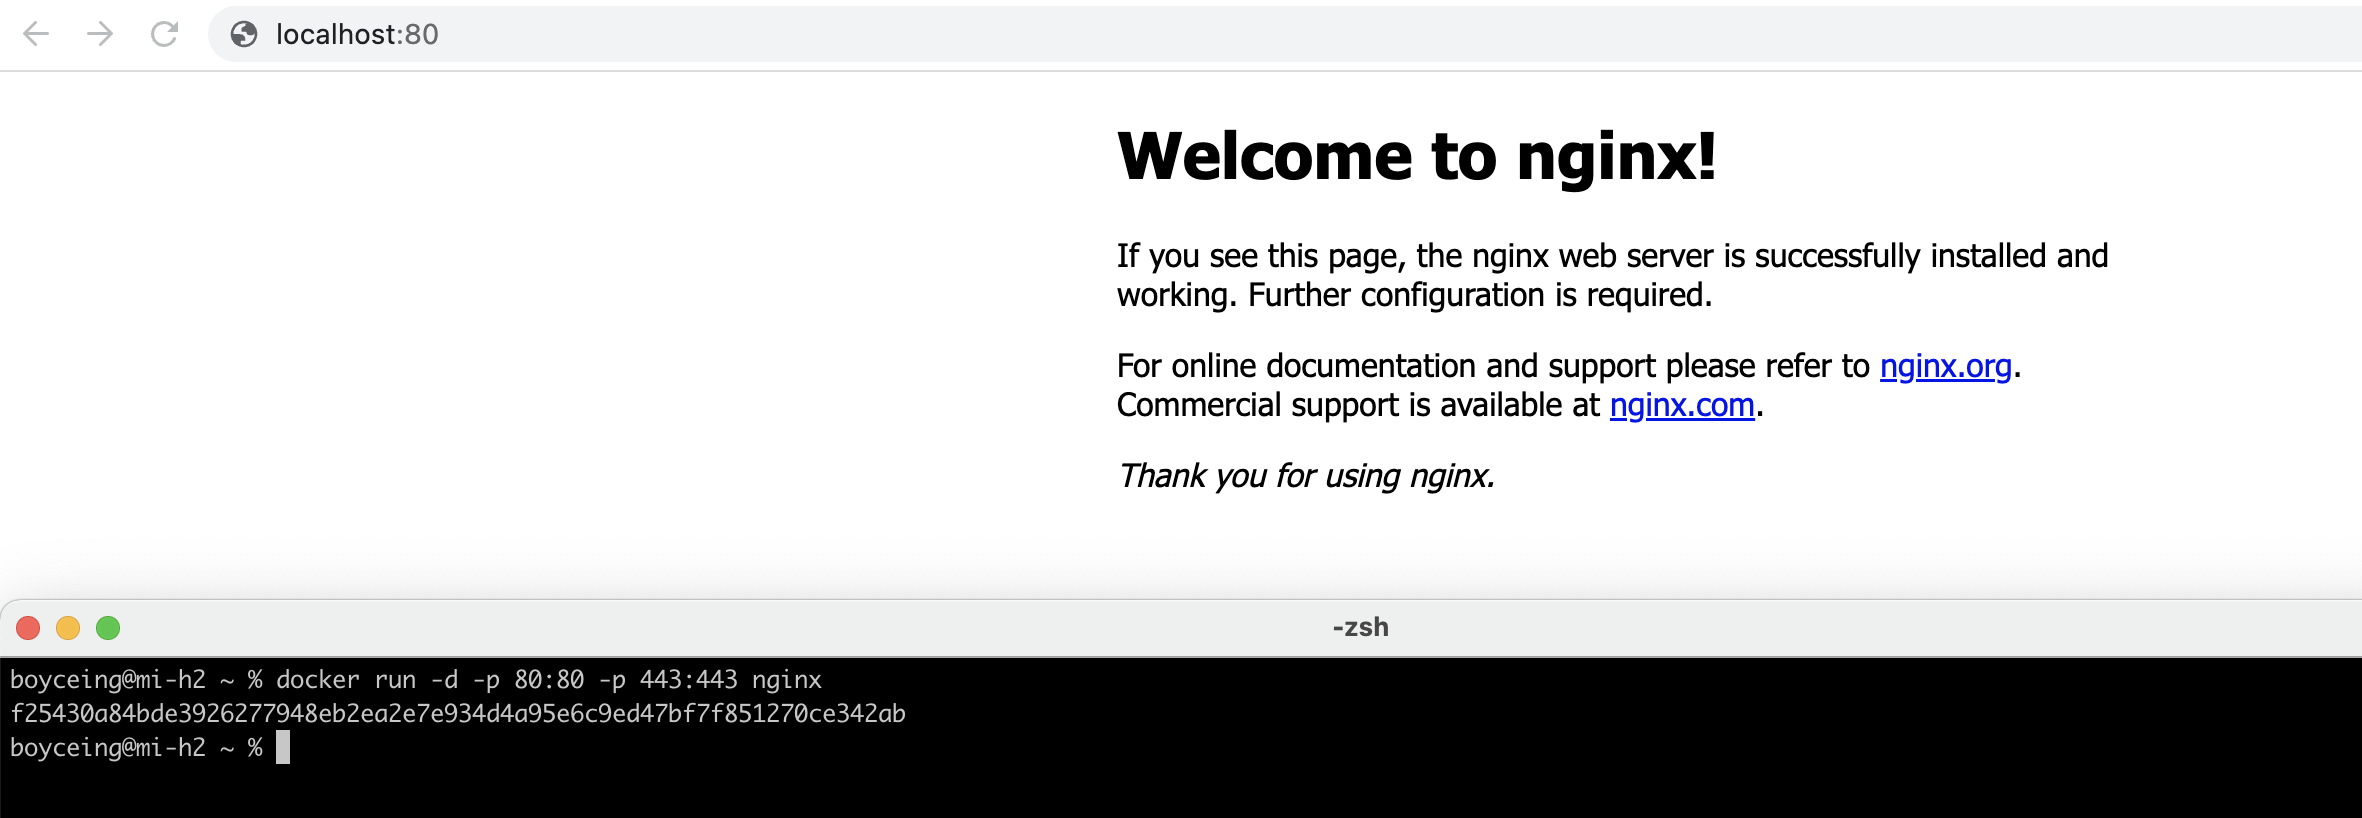 localhost:80
Welcome to nginx!
If you see this page, the nginx web server is successfully installed and
working. Further configuration is required.
For online documentation and support please refer to nginx.org.
Commercial support is available at nginx.com.
Thank you for using nginx.
-zsh
boyceing@mi-h2 ~ % docker run -d -p 80:80 -p 443:443 nginx
f25430a84bde3926277948eb2ea2e7e934d4a95e6c9ed47bf7f851270ce342ab
boyceing@mi-h2 ~ %